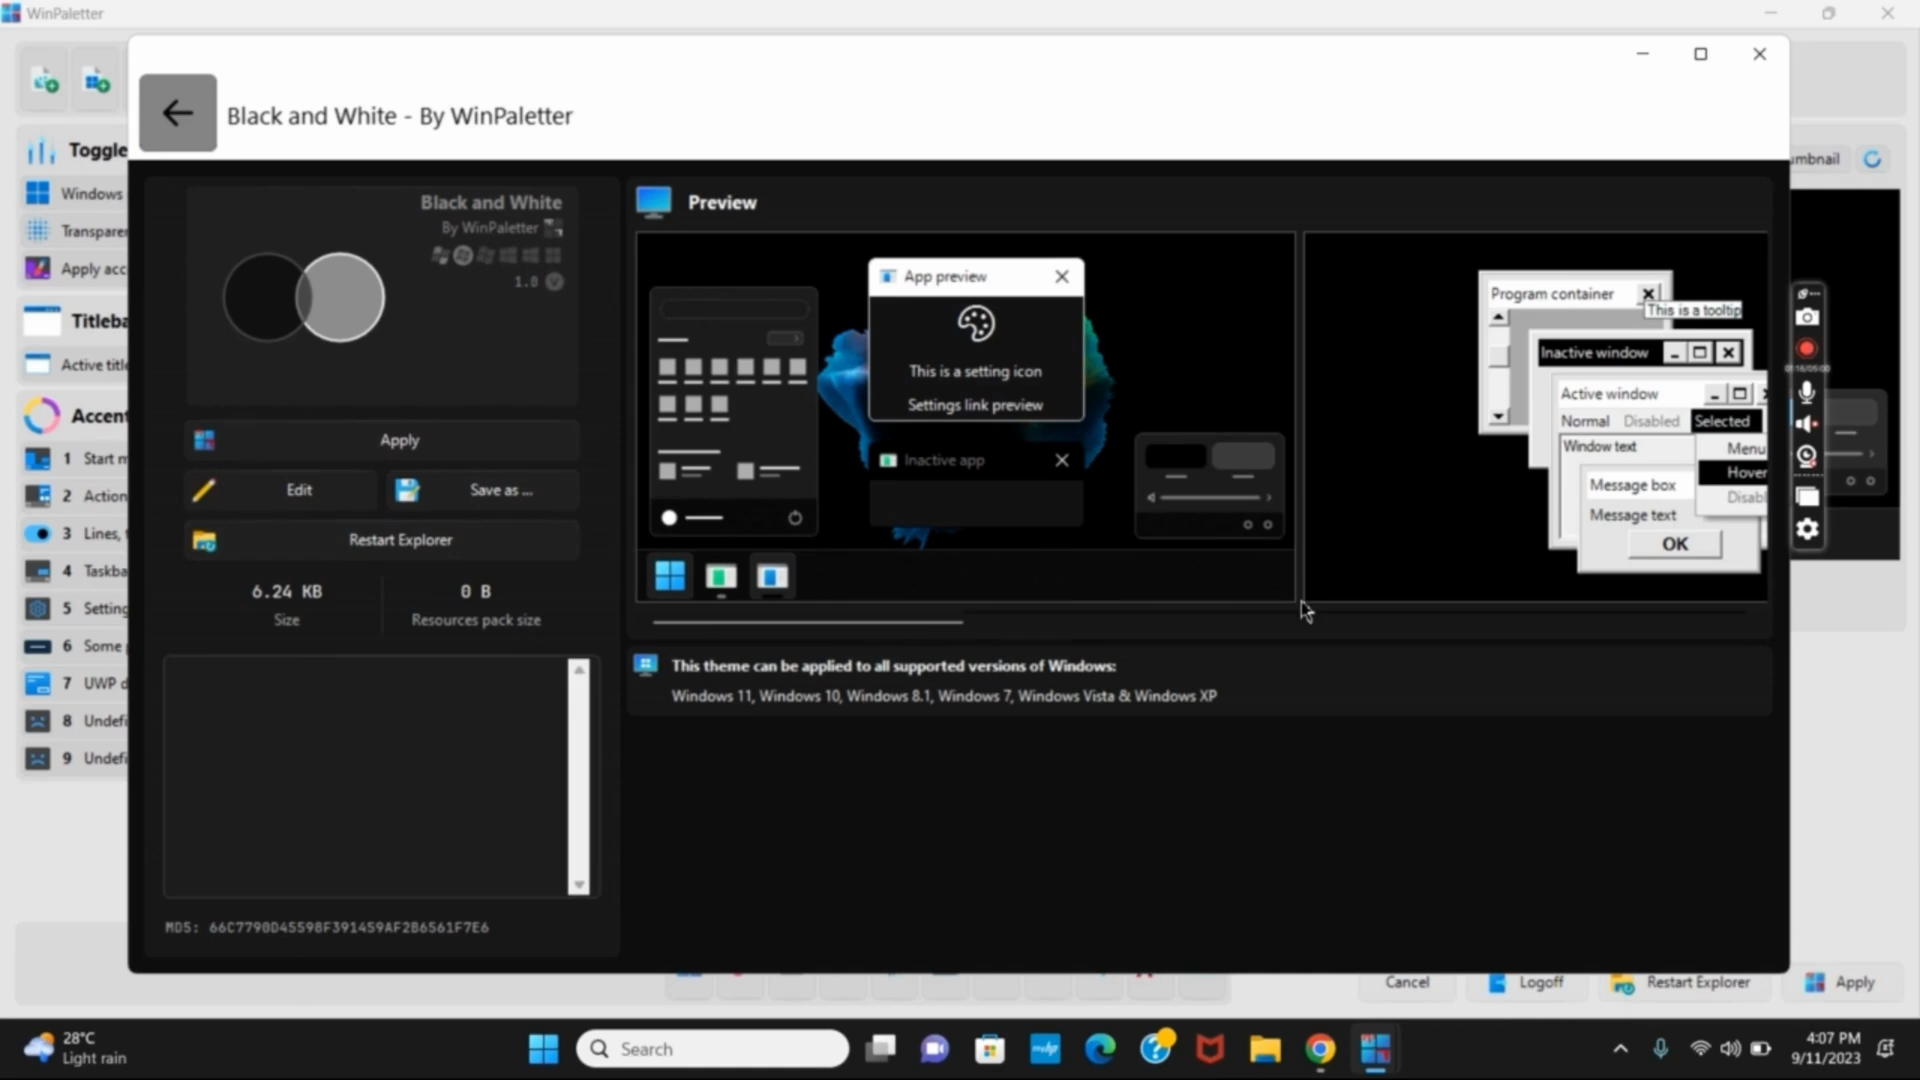 WinPaletter
Black and White - By WinPaletter
Toggle
Windows
Transparen
Apply acc
Titleba
Active title
Accent
1 Start m
2 Action
3 Lines, t
4 Taskba
5 Setting
6 Some p
7 UWP d
8 Undefi
9 Undefi
Black and White
By WinPaletter
1.0
Apply
Edit
Save as ...
Restart Explorer
6.24 KB
Size
0 B
Resources pack size
MD5: 66C7790D45598F391459AF2B6561F7E6
Preview
App preview
This is a setting icon
Settings link preview
Inactive app
Program container
This is a tooltip
Inactive window
Active window
Normal Disabled Selected
Window text
Menu
Hover
Disabl
Message box
Message text
OK
This theme can be applied to all supported versions of Windows:
Windows 11, Windows 10, Windows 8.1, Windows 7, Windows Vista & Windows XP
umbnail
Cancel
Logoff
Restart Explorer
Apply
28°C
Light rain
Search
myhp
4:07 PM
9/11/2023